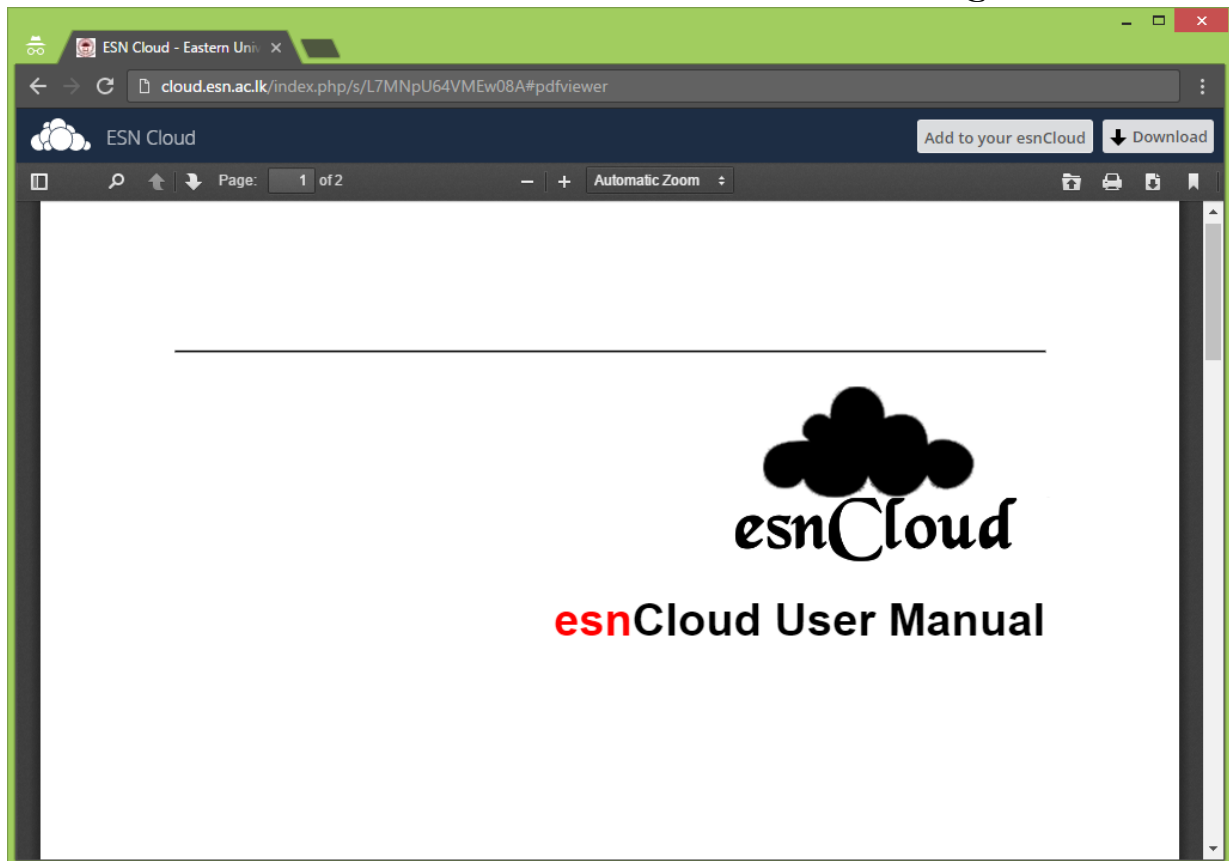 ESN Cloud - Eastern Univ
cloud.esn.ac.lk/index.php/s/L7MNpU64VMEw08A#pdfviewer
ESN Cloud
Add to your esnCloud
Download
Page: 1 of 2
Automatic Zoom
esnCloud
esnCloud User Manual